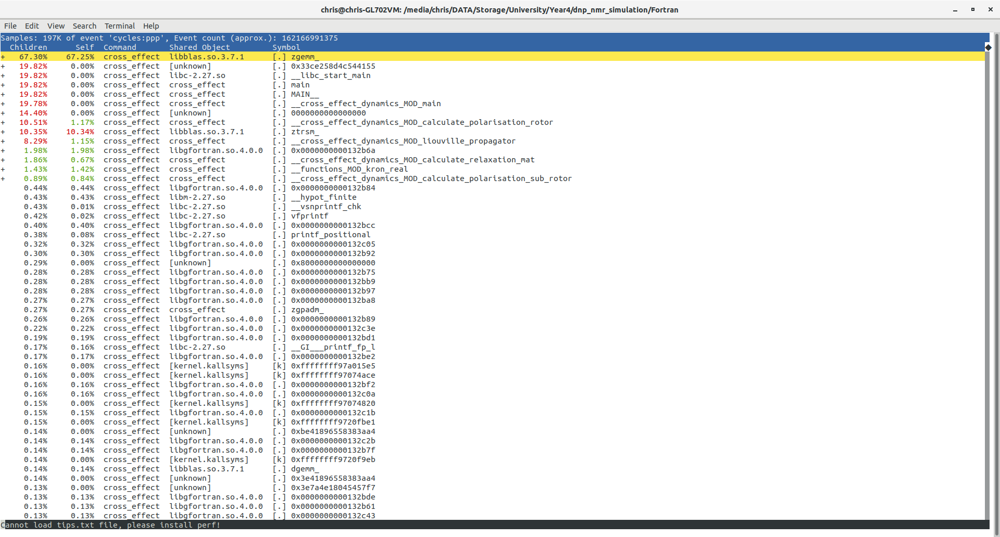 chris@chris-GL702VM: /media/chris/DATA/Storage/University/Year4/dnp_nmr_simulation/Fortran
File Edit View Search Terminal Help
Samples: 197K of event 'cycles:ppp', Event count (approx.): 162166991375
Children Self Command Shared Object Symbol
+ 67.30% 67.25% cross_effect libblas.so.3.7.1 [.] zgemm_
+ 19.82% 0.00% cross_effect [unknown] [.] 0x33ce258d4c544155
+ 19.82% 0.00% cross_effect libc-2.27.so [.] __libc_start_main
+ 19.82% 0.00% cross_effect cross_effect [.] main
+ 19.82% 0.00% cross_effect cross_effect [.] MAIN__
+ 19.78% 0.00% cross_effect cross_effect [.] __cross_effect_dynamics_MOD_main
+ 14.40% 0.00% cross_effect [unknown] [.] 0000000000000000
+ 10.51% 1.17% cross_effect cross_effect [.] __cross_effect_dynamics_MOD_calculate_polarisation_rotor
+ 10.35% 10.34% cross_effect libblas.so.3.7.1 [.] ztrsm_
+ 8.29% 1.15% cross_effect cross_effect [.] __cross_effect_dynamics_MOD_liouville_propagator
+ 1.98% 1.98% cross_effect libgfortran.so.4.0.0 [.] 0x0000000000132b6a
+ 1.86% 0.67% cross_effect cross_effect [.] __cross_effect_dynamics_MOD_calculate_relaxation_mat
+ 1.43% 1.42% cross_effect cross_effect [.] __functions_MOD_kron_real
+ 0.89% 0.84% cross_effect cross_effect [.] __cross_effect_dynamics_MOD_calculate_polarisation_sub_rotor
0.44% 0.44% cross_effect libgfortran.so.4.0.0 [.] 0x0000000000132b84
0.43% 0.43% cross_effect libm-2.27.so [.] __hypot_finite
0.43% 0.01% cross_effect libc-2.27.so [.] __vsnprintf_chk
0.42% 0.02% cross_effect libc-2.27.so [.] vfprintf
0.40% 0.40% cross_effect libgfortran.so.4.0.0 [.] 0x0000000000132bcc
0.38% 0.08% cross_effect libc-2.27.so [.] printf_positional
0.32% 0.32% cross_effect libgfortran.so.4.0.0 [.] 0x0000000000132c05
0.30% 0.30% cross_effect libgfortran.so.4.0.0 [.] 0x0000000000132b92
0.29% 0.00% cross_effect [unknown] [.] 0x8000000000000000
0.28% 0.28% cross_effect libgfortran.so.4.0.0 [.] 0x0000000000132b75
0.28% 0.28% cross_effect libgfortran.so.4.0.0 [.] 0x0000000000132bb9
0.28% 0.28% cross_effect libgfortran.so.4.0.0 [.] 0x0000000000132b97
0.27% 0.27% cross_effect libgfortran.so.4.0.0 [.] 0x0000000000132ba8
0.27% 0.27% cross_effect cross_effect [.] zgpadm_
0.26% 0.26% cross_effect libgfortran.so.4.0.0 [.] 0x0000000000132b89
0.22% 0.22% cross_effect libgfortran.so.4.0.0 [.] 0x0000000000132c3e
0.19% 0.19% cross_effect libgfortran.so.4.0.0 [.] 0x0000000000132bd1
0.17% 0.16% cross_effect libc-2.27.so [.] __GI___printf_fp_l
0.17% 0.17% cross_effect libgfortran.so.4.0.0 [.] 0x0000000000132be2
0.16% 0.00% cross_effect [kernel.kallsyms] [k] 0xffffffff97a015e5
0.16% 0.00% cross_effect [kernel.kallsyms] [k] 0xffffffff97074ace
0.16% 0.16% cross_effect libgfortran.so.4.0.0 [.] 0x0000000000132bf2
0.16% 0.16% cross_effect libgfortran.so.4.0.0 [.] 0x0000000000132c0a
0.15% 0.00% cross_effect [kernel.kallsyms] [k] 0xffffffff97074820
0.15% 0.15% cross_effect libgfortran.so.4.0.0 [.] 0x0000000000132c1b
0.15% 0.00% cross_effect [kernel.kallsyms] [k] 0xffffffff9720fbe1
0.14% 0.00% cross_effect [unknown] [.] 0xbe41896558383aa4
0.14% 0.14% cross_effect libgfortran.so.4.0.0 [.] 0x0000000000132c2b
0.14% 0.14% cross_effect libgfortran.so.4.0.0 [.] 0x0000000000132b7f
0.14% 0.00% cross_effect [kernel.kallsyms] [k] 0xffffffff9720f9eb
0.14% 0.14% cross_effect libblas.so.3.7.1 [.] dgemm_
0.14% 0.00% cross_effect [unknown] [.] 0x3e41896558383aa4
0.13% 0.00% cross_effect [unknown] [.] 0x3e7a4e18045457f7
0.13% 0.13% cross_effect libgfortran.so.4.0.0 [.] 0x0000000000132bde
0.13% 0.13% cross_effect libgfortran.so.4.0.0 [.] 0x0000000000132b61
0.13% 0.13% cross_effect libgfortran.so.4.0.0 [.] 0x0000000000132c43
Cannot load tips.txt file, please install perf!